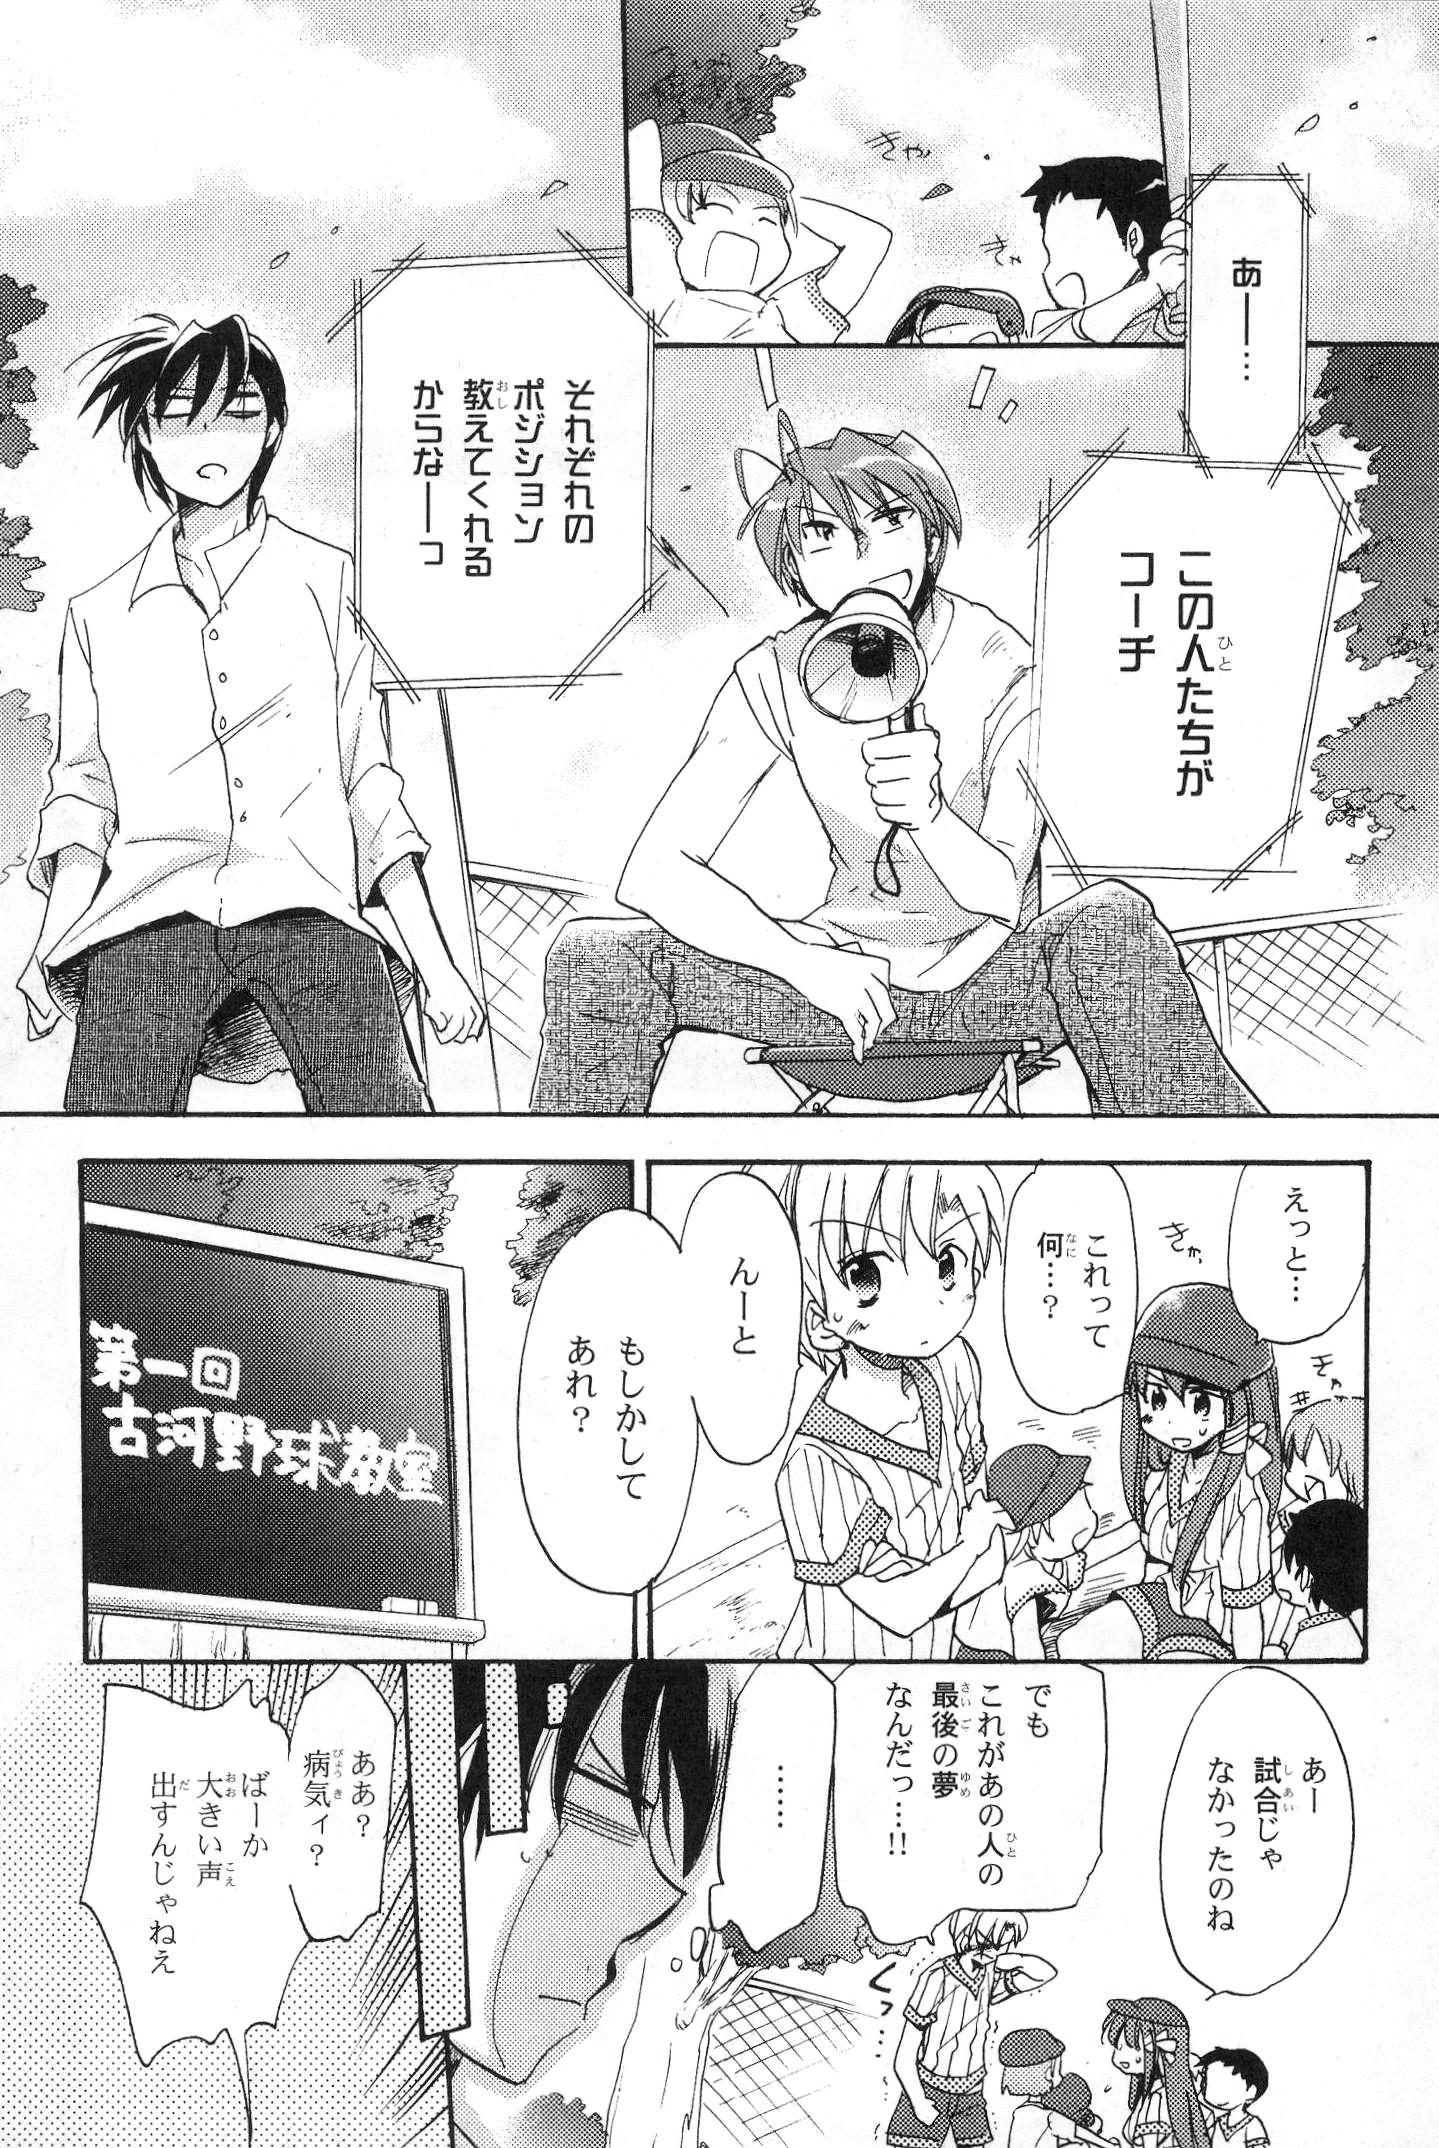 きゃ
きゃ
あー…
この人たちが
コーチ
それぞれの
ポジション
教えてくれる
からなーっ
えっと…
きゃ
きゃ
これって
何…?
んーと
もしかして
あれ?
第一回
古河野球教室
あー
試合じゃ
なかったのね
でも
これがあの人の
最後の夢
なんだっ…!!
くっ…
……
ああ?
病気ィ?
ばーか
大きい声
出すんじゃねえ